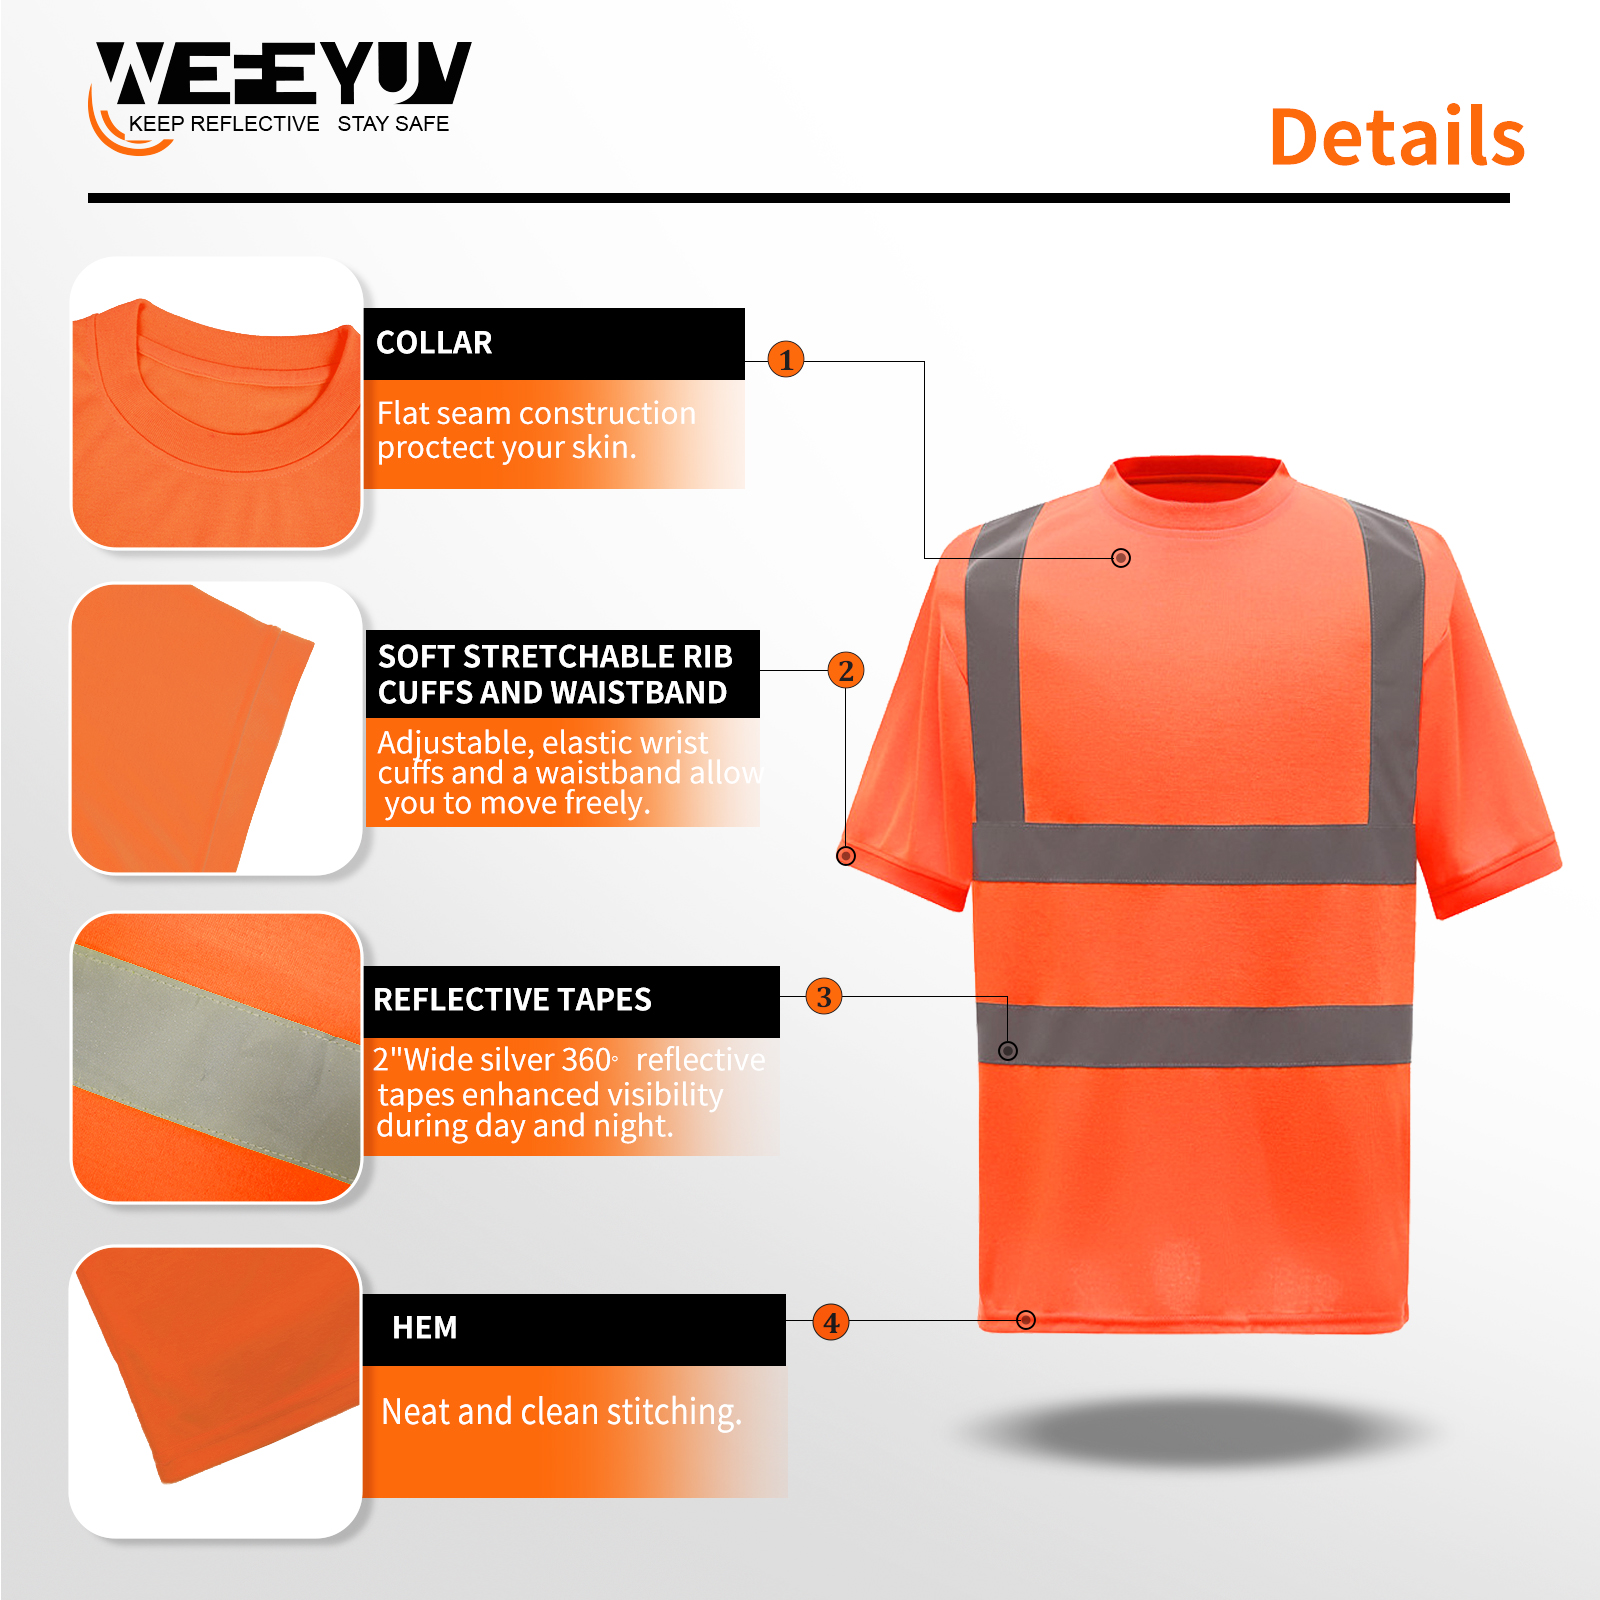 WEFEYUV
KEEP REFLECTIVE STAY SAFE
Details
COLLAR
Flat seam construction
proctect your skin.
1
SOFT STRETCHABLE RIB
CUFFS AND WAISTBAND
Adjustable, elastic wrist
cuffs and a waistband allow
you to move freely.
2
REFLECTIVE TAPES
2"Wide silver 360° reflective
tapes enhanced visibility
during day and night.
3
HEM
Neat and clean stitching.
4